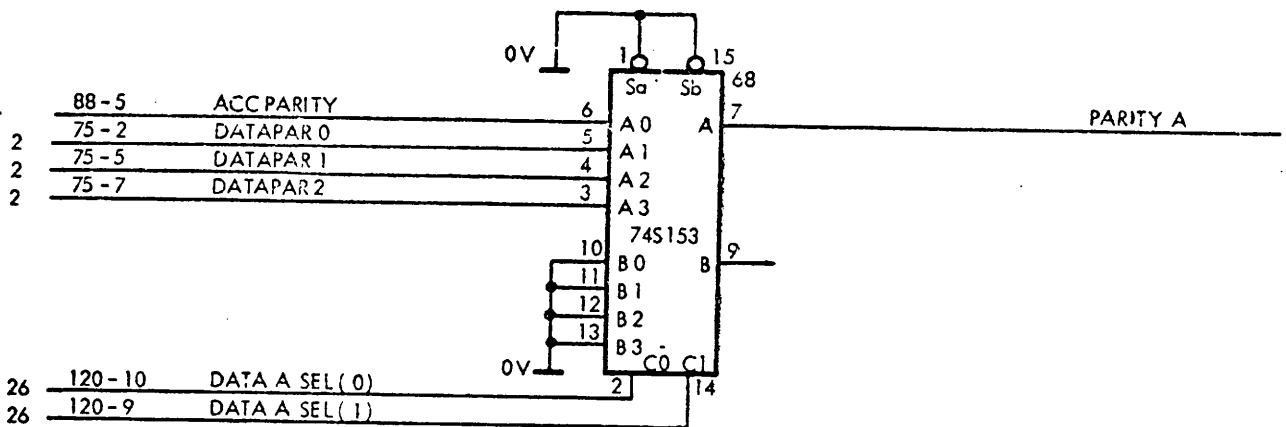 0V 1 15
Sa Sb 68
88-5 ACC PARITY 6 A0 A 7 PARITY A
2 75-2 DATAPAR 0 5 A1
2 75-5 DATAPAR 1 4 A2
2 75-7 DATAPAR 2 3 A3
74S153
10 B0 B 9
11 B1
12 B2
13 B3
0V C0 C1
26 120-10 DATA A SEL(0) 2 14
26 120-9 DATA A SEL(1)